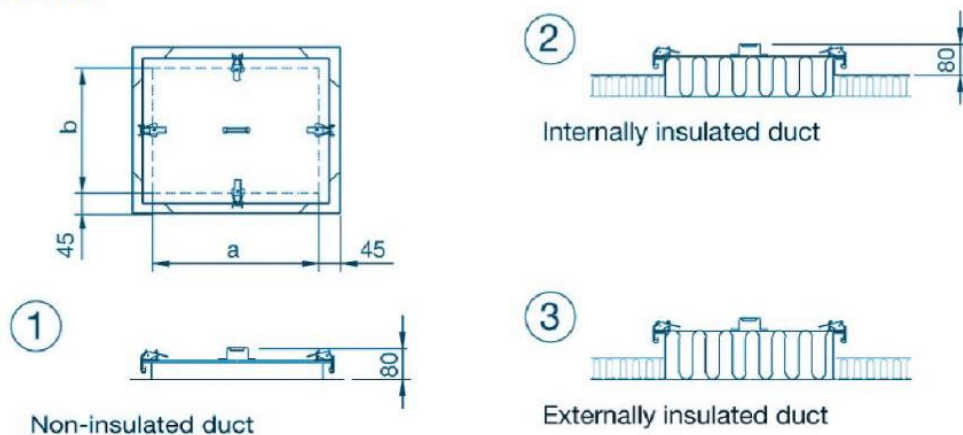 b
45
a
45
1
80
Non-insulated duct
2
80
Internally insulated duct
3
Externally insulated duct